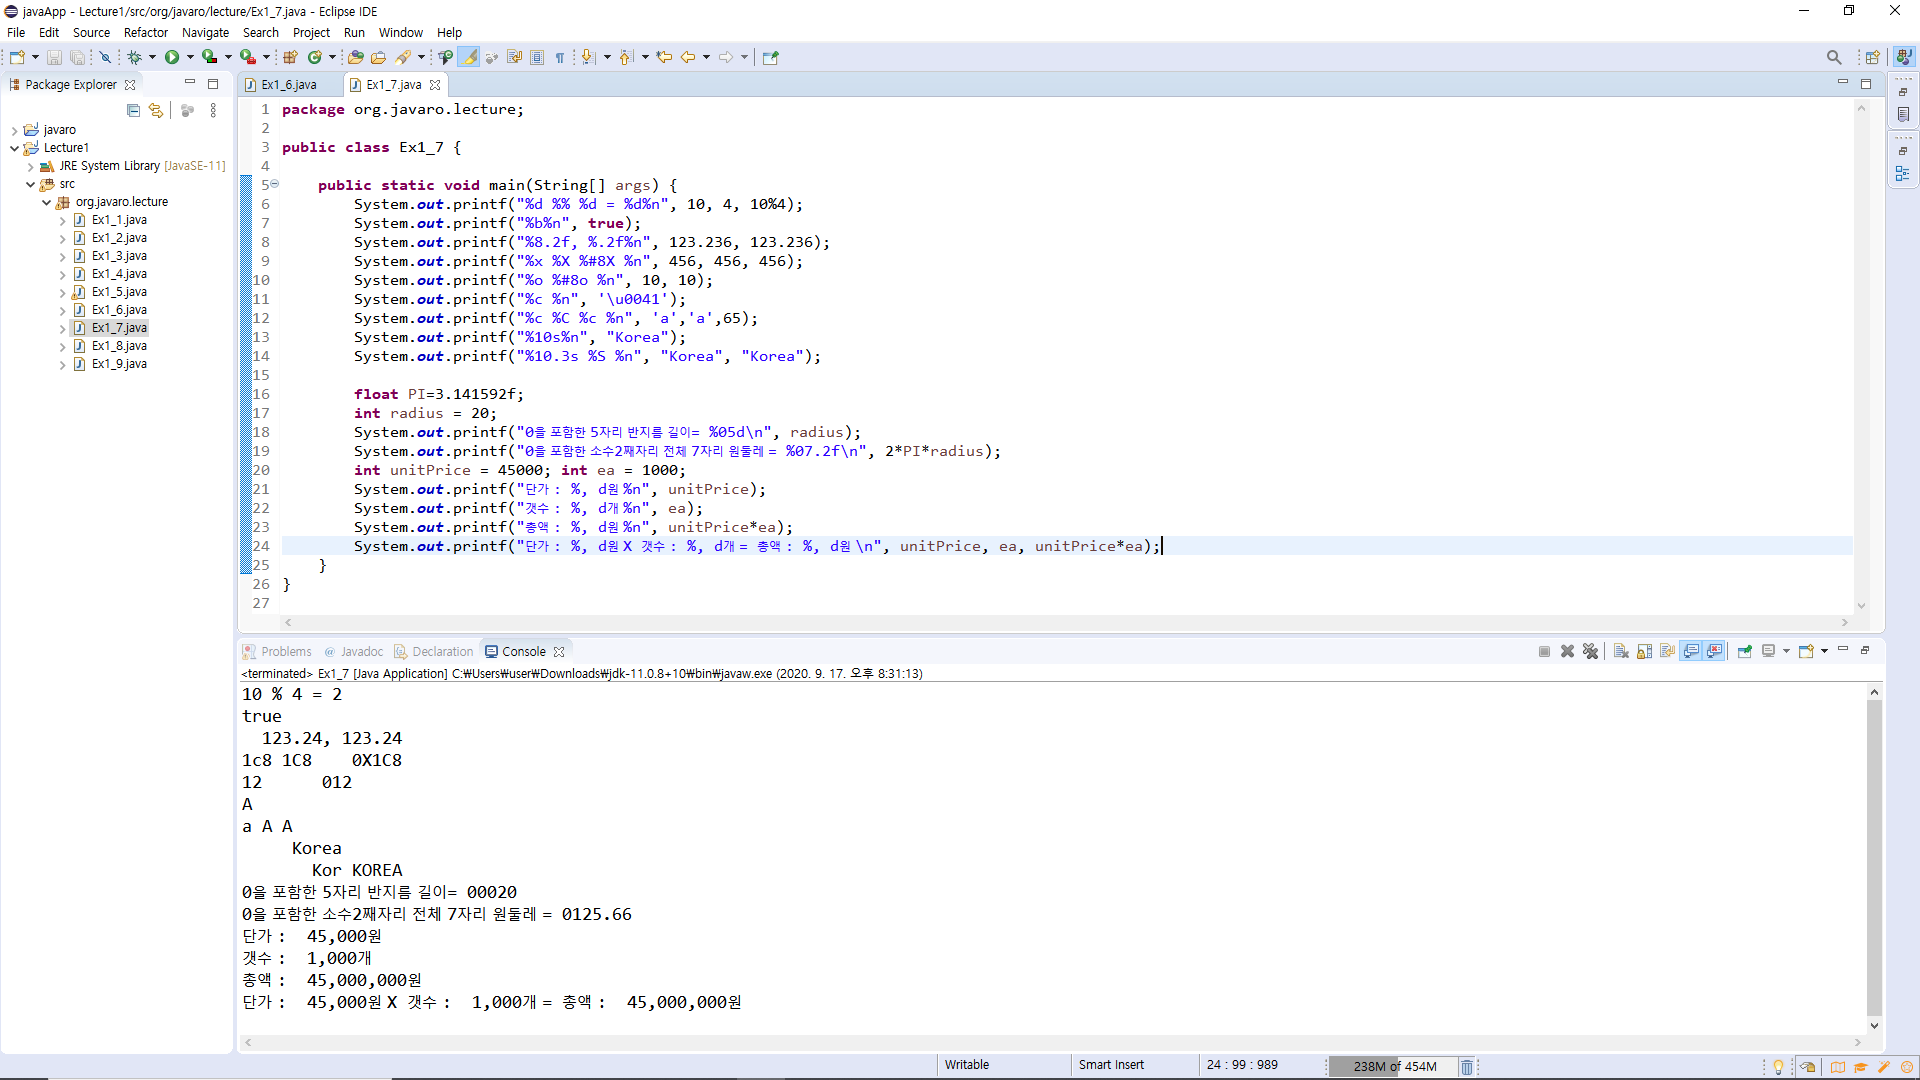 javaApp - Lecture1/src/org/javaro/lecture/Ex1_7.java - Eclipse IDE
File Edit Source Refactor Navigate Search Project Run Window Help
Package Explorer
javaro
Lecture1
JRE System Library [JavaSE-11]
src
org.javaro.lecture
Ex1_1.java
Ex1_2.java
Ex1_3.java
Ex1_4.java
Ex1_5.java
Ex1_6.java
Ex1_7.java
Ex1_8.java
Ex1_9.java
Ex1_6.java Ex1_7.java
1 package org.javaro.lecture;
2
3 public class Ex1_7 {
4
5 public static void main(String[] args) {
6 System.out.printf("%d %% %d = %d%n", 10, 4, 10%4);
7 System.out.printf("%b%n", true);
8 System.out.printf("%8.2f, %.2f%n", 123.236, 123.236);
9 System.out.printf("%x %X %#8X %n", 456, 456, 456);
10 System.out.printf("%o %#8o %n", 10, 10);
11 System.out.printf("%c %n", '\u0041');
12 System.out.printf("%c %C %c %n", 'a','a',65);
13 System.out.printf("%10s%n", "Korea");
14 System.out.printf("%10.3s %S %n", "Korea", "Korea");
15
16 float PI=3.141592f;
17 int radius = 20;
18 System.out.printf("0을 포함한 5자리 반지름 길이= %05d\n", radius);
19 System.out.printf("0을 포함한 소수2째자리 전체 7자리 원둘레 = %07.2f\n", 2*PI*radius);
20 int unitPrice = 45000; int ea = 1000;
21 System.out.printf("단가 : %, d원 %n", unitPrice);
22 System.out.printf("갯수 : %, d개 %n", ea);
23 System.out.printf("총액 : %, d원 %n", unitPrice*ea);
24 System.out.printf("단가 : %, d원 X 갯수 : %, d개 = 총액 : %, d원 \n", unitPrice, ea, unitPrice*ea);
25 }
26 }
27
Problems Javadoc Declaration Console
<terminated> Ex1_7 [Java Application] C:₩Users₩user₩Downloads₩jdk-11.0.8+10₩bin₩javaw.exe (2020. 9. 17. 오후 8:31:13)
10 % 4 = 2
true
123.24, 123.24
1c8 1C8 0X1C8
12 012
A
a A A
Korea
Kor KOREA
0을 포함한 5자리 반지름 길이= 00020
0을 포함한 소수2째자리 전체 7자리 원둘레 = 0125.66
단가 : 45,000원
갯수 : 1,000개
총액 : 45,000,000원
단가 : 45,000원 X 갯수 : 1,000개 = 총액 : 45,000,000원
Writable Smart Insert 24 : 99 : 989 238M of 454M